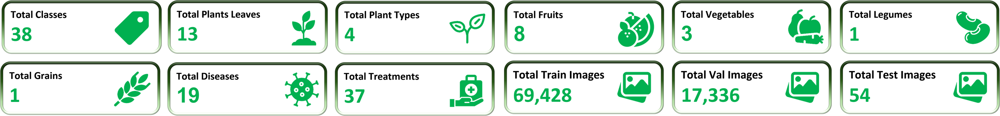 Total Classes
38
Total Plants Leaves
13
Total Plant Types
4
Total Fruits
8
Total Vegetables
3
Total Legumes
1
Total Grains
1
Total Diseases
19
Total Treatments
37
Total Train Images
69,428
Total Val Images
17,336
Total Test Images
54